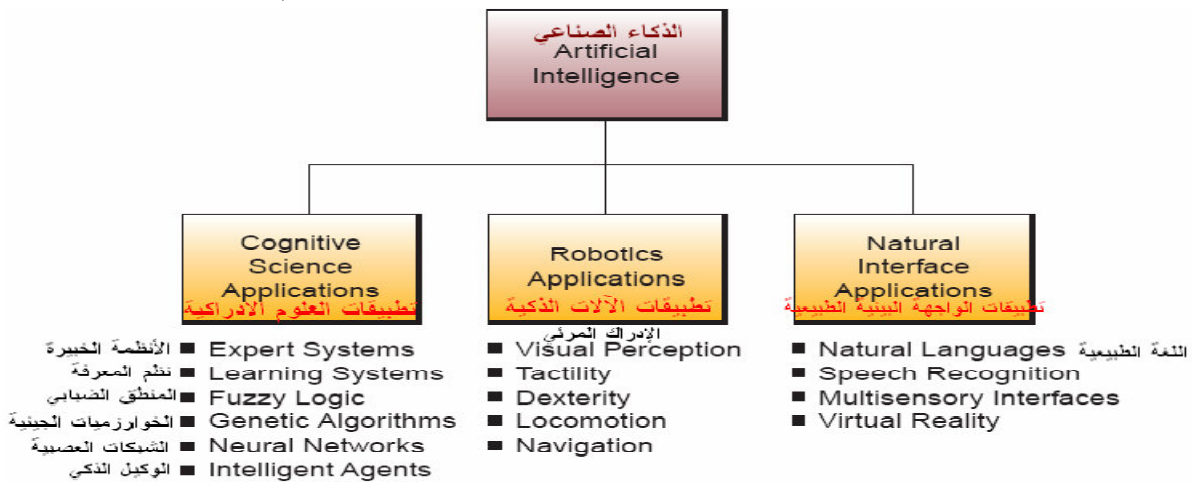 الذكاء الصناعي
Artificial
Intelligence
Cognitive
Science
Applications
تطبيقات العلوم الادراكية
الأنظمة الخبيرة ■ Expert Systems
نظم المعرفة ■ Learning Systems
المنطق الضبابي ■ Fuzzy Logic
الخوارزميات الجينية ■ Genetic Algorithms
الشبكات العصبية ■ Neural Networks
الوكيل الذكي ■ Intelligent Agents
Robotics
Applications
تطبيقات الآلات الذكية
الإدراك المرئي
■ Visual Perception
■ Tactility
■ Dexterity
■ Locomotion
■ Navigation
Natural
Interface
Applications
تطبيقات الواجهة البينية الطبيعية
■ Natural Languages اللغة الطبيعية
■ Speech Recognition
■ Multisensory Interfaces
■ Virtual Reality